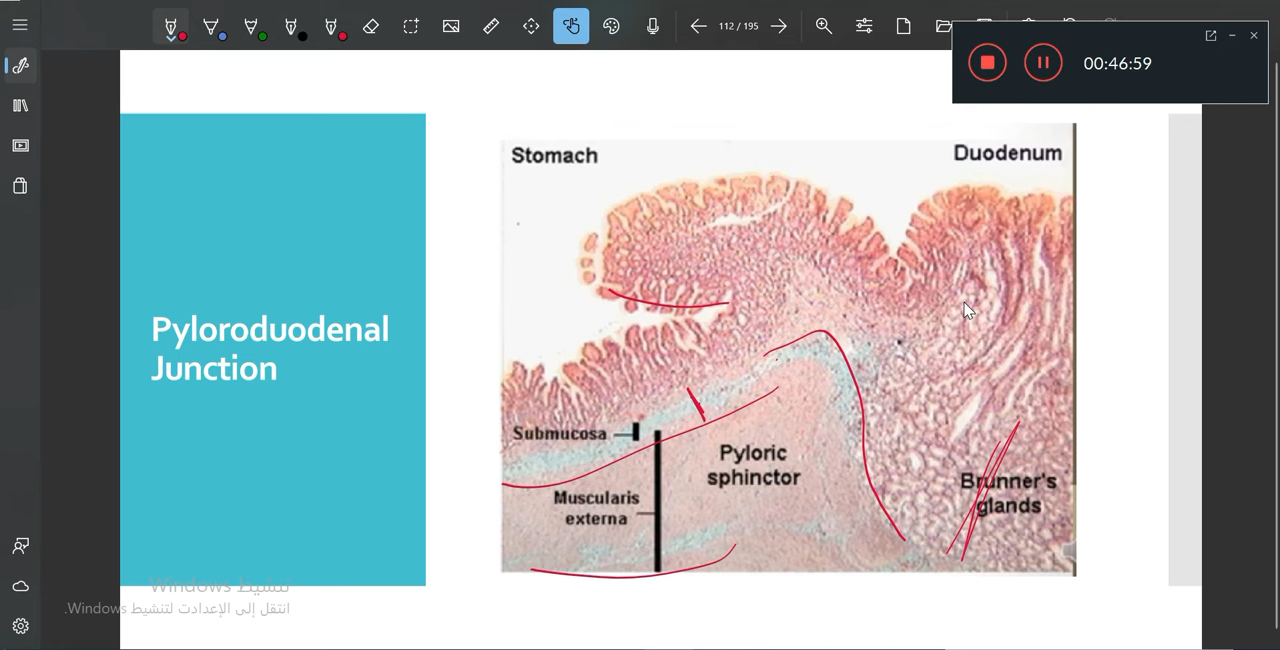 112 / 195
00:46:59
Stomach
Duodenum
Pyloroduodenal
Junction
Submucosa
Pyloric
sphinctor
Muscularis
externa
Brunner's
glands
تنشيط Windows
انتقل إلى الإعدادت لتنشيط Windows.